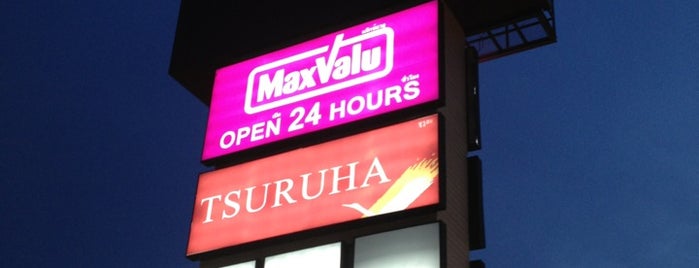 MaxValu
OPEN 24 HOURS
TSURUHA